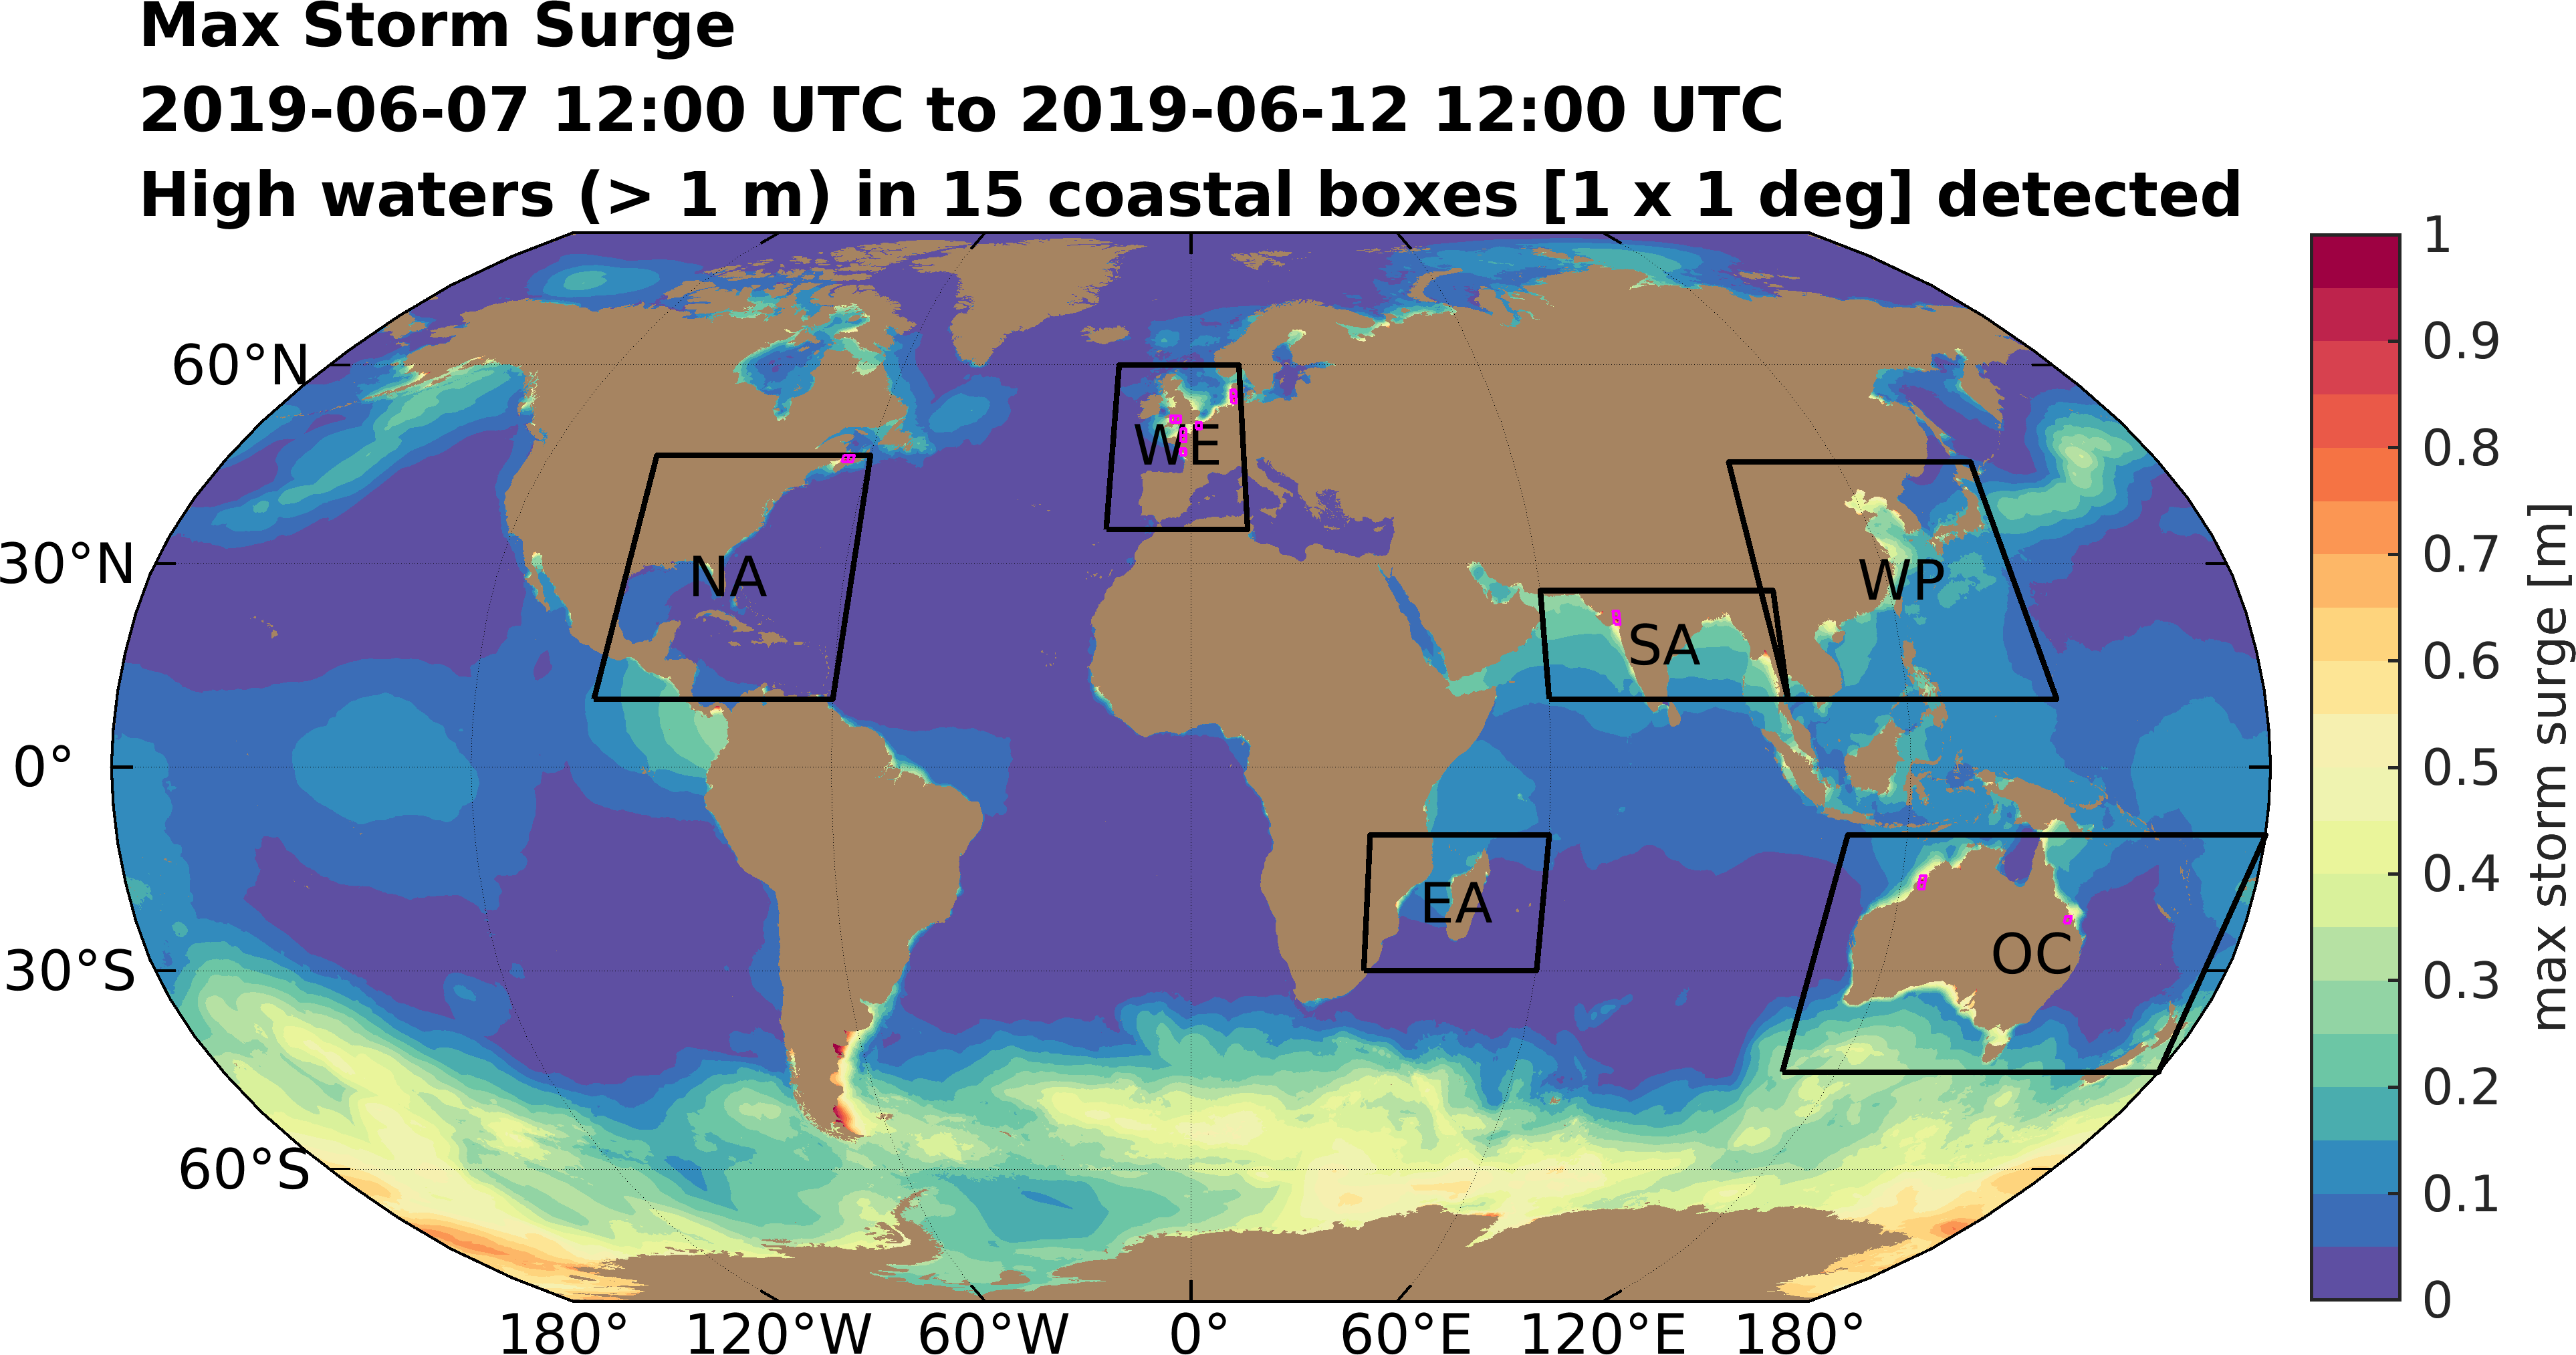 Max Storm Surge
2019-06-07 12:00 UTC to 2019-06-12 12:00 UTC
High waters (> 1 m) in 15 coastal boxes [1 x 1 deg] detected
60°N
30°N
0°
30°S
60°S
WE
NA
WP
SA
EA
OC
180°
120°W
60°W
0°
60°E
120°E
180°
1
0.9
0.8
0.7
0.6
0.5
0.4
0.3
0.2
0.1
0
max storm surge [m]